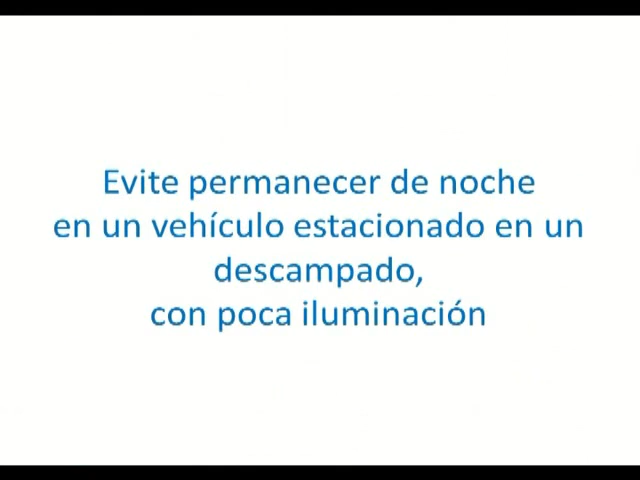 Evite permanecer de noche
en un vehículo estacionado en un
descampado,
con poca iluminación